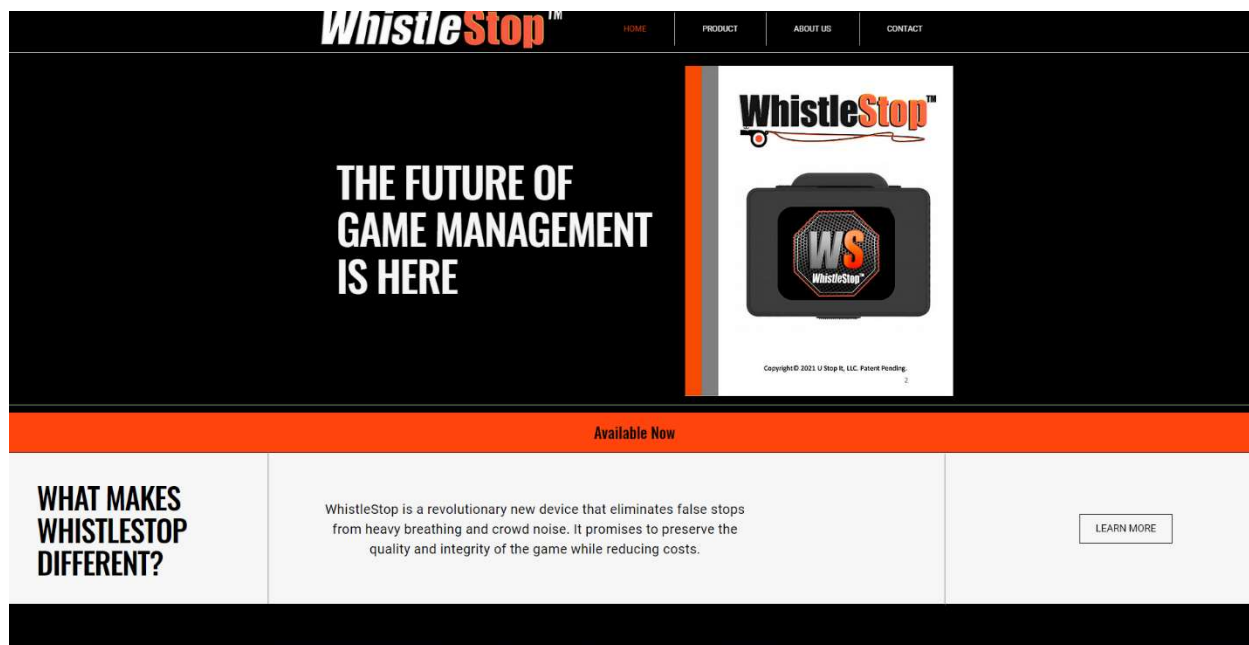 WhistleStop™
HOME
PRODUCT
ABOUT US
CONTACT
THE FUTURE OF
GAME MANAGEMENT
IS HERE
WhistleStop™
WS
WhistleStop™
Copyright© 2021 U Stop It, LLC. Patent Pending.
2
Available Now
WHAT MAKES
WHISTLESTOP
DIFFERENT?
WhistleStop is a revolutionary new device that eliminates false stops
from heavy breathing and crowd noise. It promises to preserve the
quality and integrity of the game while reducing costs.
LEARN MORE